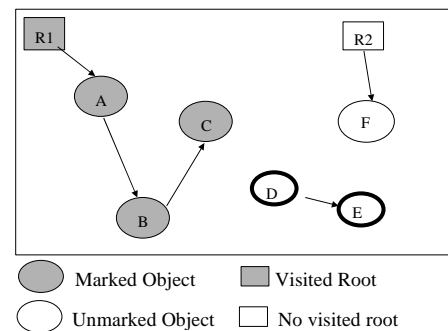 R1
R2
A
C
F
D
E
B
Marked Object
Visited Root
Unmarked Object
No visited root